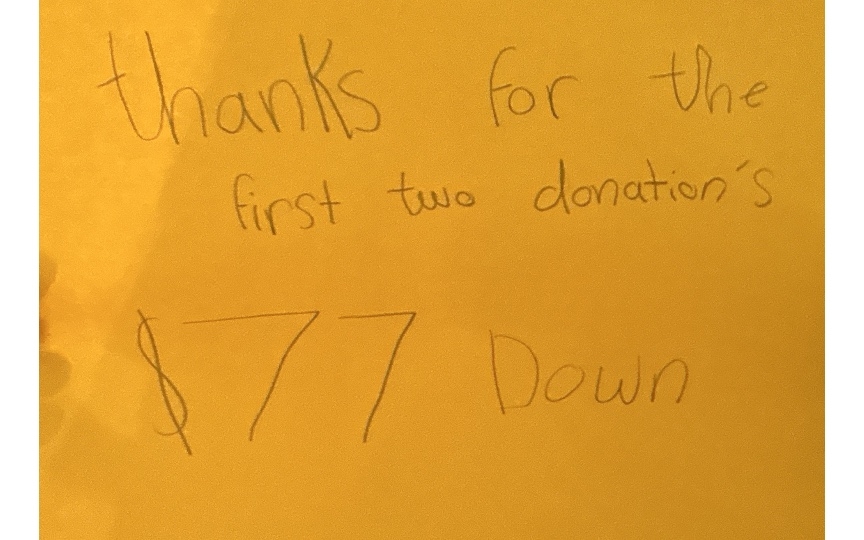 thanks for the
first two donation's
$77 Down